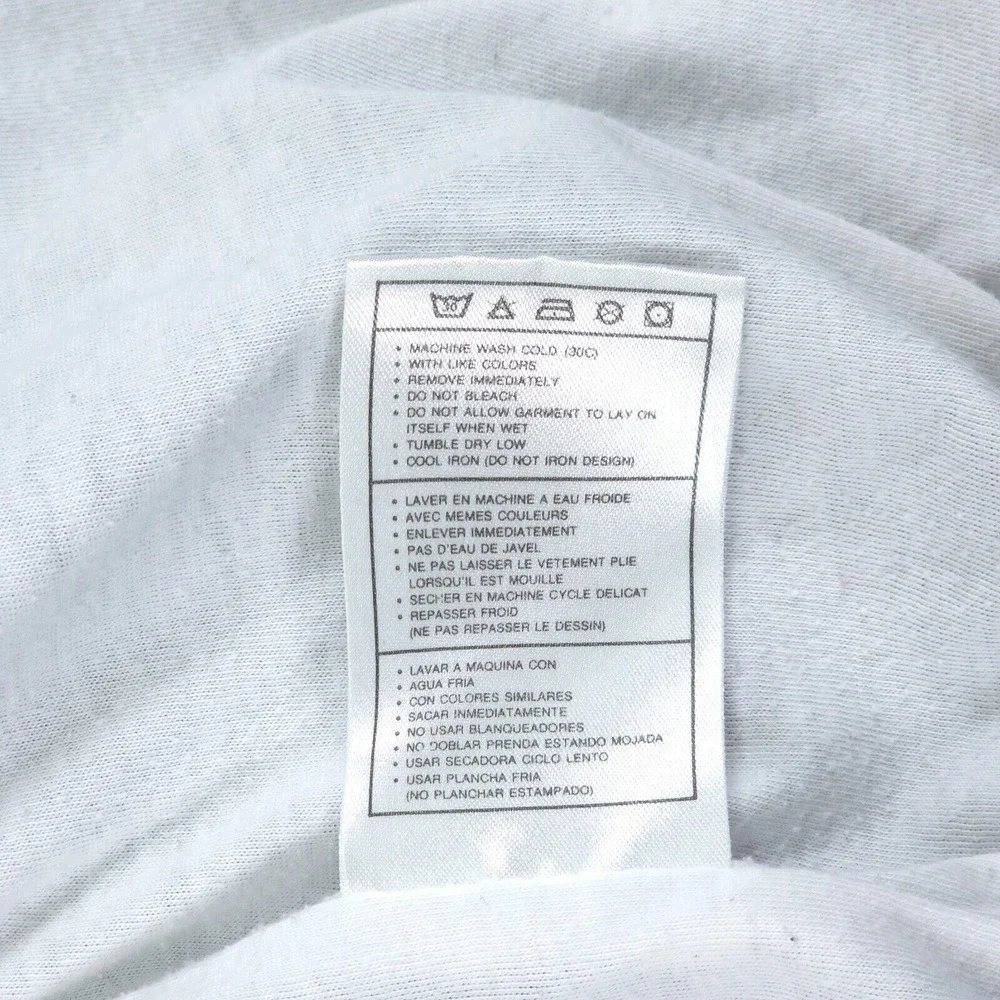 30
• MACHINE WASH COLD (30C)
• WITH LIKE COLORS
• REMOVE IMMEDIATELY
• DO NOT BLEACH
• DO NOT ALLOW GARMENT TO LAY ON
ITSELF WHEN WET
• TUMBLE DRY LOW
• COOL IRON (DO NOT IRON DESIGN)
• LAVER EN MACHINE A EAU FROIDE
• AVEC MEMES COULEURS
• ENLEVER IMMEDIATEMENT
• PAS D'EAU DE JAVEL
• NE PAS LAISSER LE VETEMENT PLIE
LORSQU'IL EST MOUILLE
• SECHER EN MACHINE CYCLE DELICAT
• REPASSER FROID
(NE PAS REPASSER LE DESSIN)
• LAVAR A MAQUINA CON
• AGUA FRIA
• CON COLORES SIMILARES
• SACAR INMEDIATAMENTE
• NO USAR BLANQUEADORES
• NO DOBLAR PRENDA ESTANDO MOJADA
• USAR SECADORA CICLO LENTO
• USAR PLANCHA FRIA
(NO PLANCHAR ESTAMPADO)